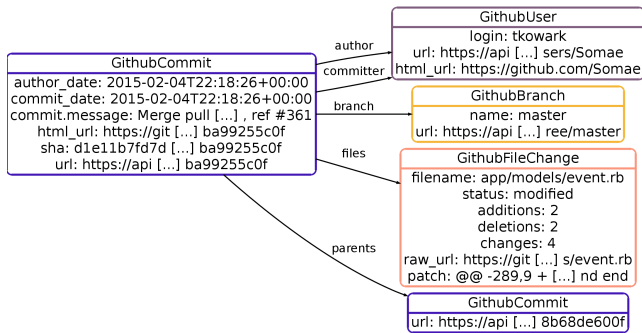 GithubCommit
author_date: 2015-02-04T22:18:26+00:00
commit_date: 2015-02-04T22:18:26+00:00
commit.message: Merge pull [...] , ref #361
html_url: https://git [...] ba99255c0f
sha: d1e11b7fd7d [...] ba99255c0f
url: https://api [...] ba99255c0f
author
committer
branch
files
parents
GithubUser
login: tkowark
url: https://api [...] sers/Somae
html_url: https://github.com/Somae
GithubBranch
name: master
url: https://api [...] ree/master
GithubFileChange
filename: app/models/event.rb
status: modified
additions: 2
deletions: 2
changes: 4
raw_url: https://git [...] s/event.rb
patch: @@ -289,9 + [...] nd end
GithubCommit
url: https://api [...] 8b68de600f